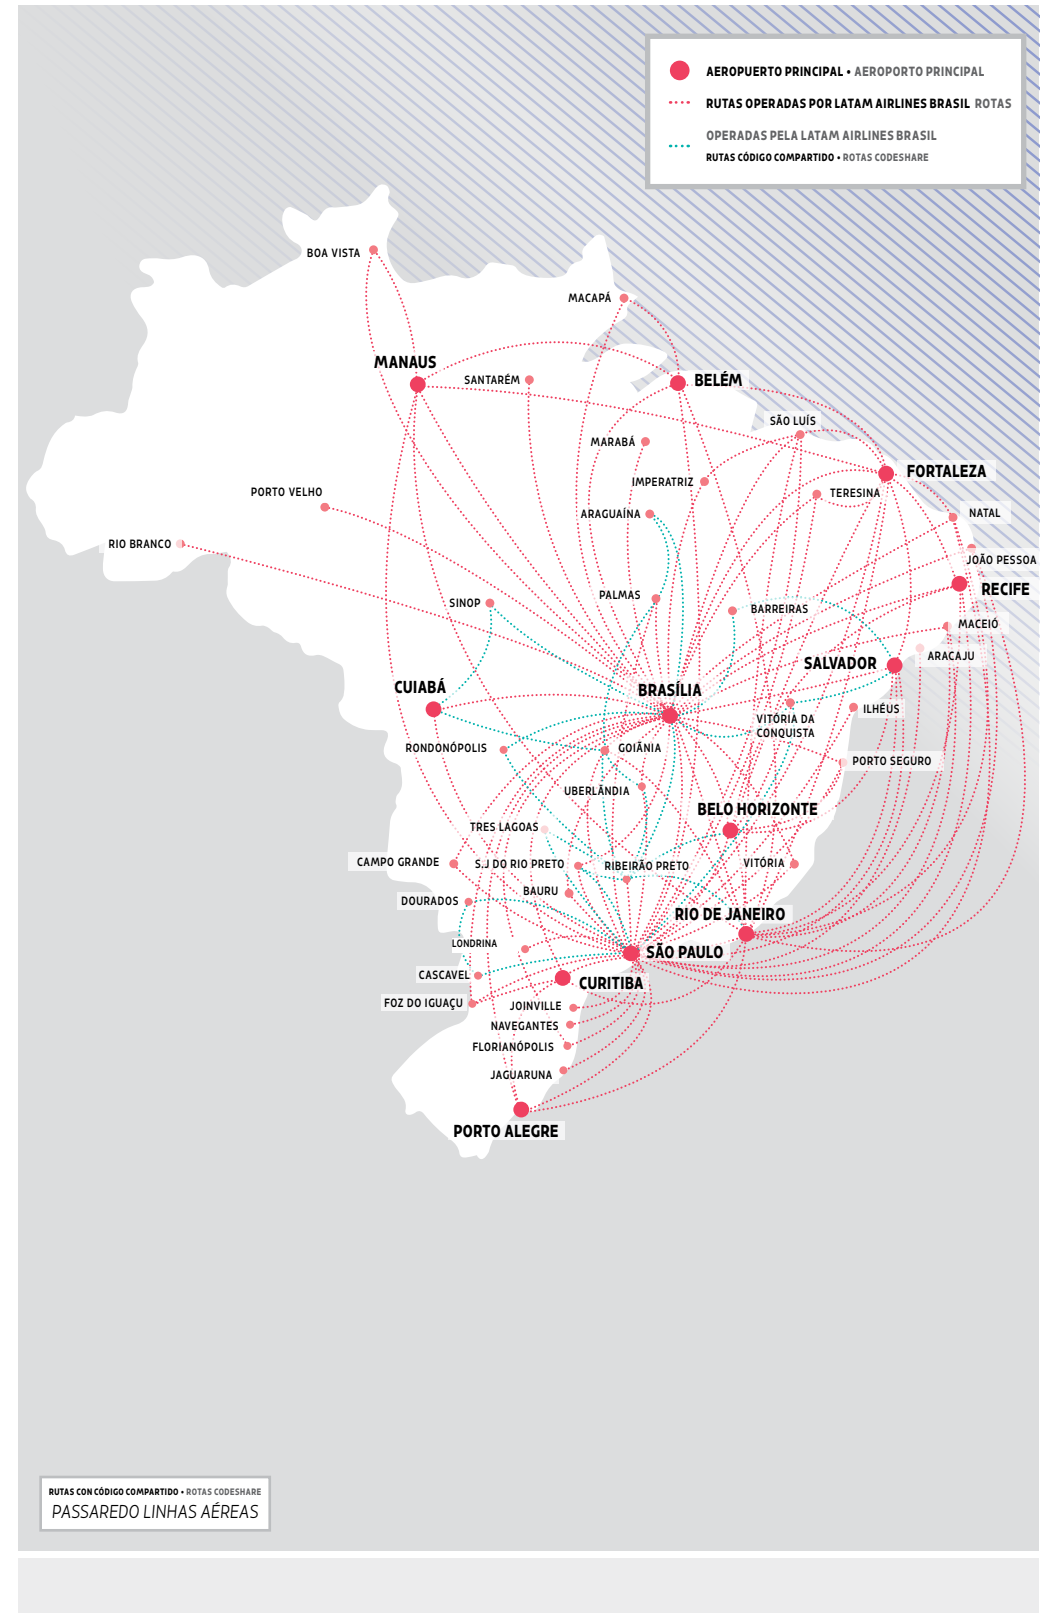 AEROPUERTO PRINCIPAL • AEROPORTO PRINCIPAL
RUTAS OPERADAS POR LATAM AIRLINES BRASIL ROTAS
OPERADAS PELA LATAM AIRLINES BRASIL
RUTAS CÓDIGO COMPARTIDO • ROTAS CODESHARE
BOA VISTA
MACAPÁ
MANAUS
SANTARÉM
BELÉM
SÃO LUÍS
MARABÁ
FORTALEZA
IMPERATRIZ
PORTO VELHO
TERESINA
ARAGUAÍNA
NATAL
RIO BRANCO
JOÃO PESSOA
RECIFE
SINOP
PALMAS
BARREIRAS
MACEIÓ
ARACAJU
SALVADOR
CUIABÁ
BRASÍLIA
ILHÉUS
VITÓRIA DA
CONQUISTA
RONDONÓPOLIS
GOIÂNIA
PORTO SEGURO
UBERLÂNDIA
BELO HORIZONTE
TRES LAGOAS
CAMPO GRANDE
S.J DO RIO PRETO
RIBEIRÃO PRETO
VITÓRIA
BAURU
DOURADOS
RIO DE JANEIRO
LONDRINA
SÃO PAULO
CASCAVEL
CURITIBA
FOZ DO IGUAÇU
JOINVILLE
NAVEGANTES
FLORIANÓPOLIS
JAGUARUNA
PORTO ALEGRE
RUTAS CON CÓDIGO COMPARTIDO • ROTAS CODESHARE
PASSAREDO LINHAS AÉREAS